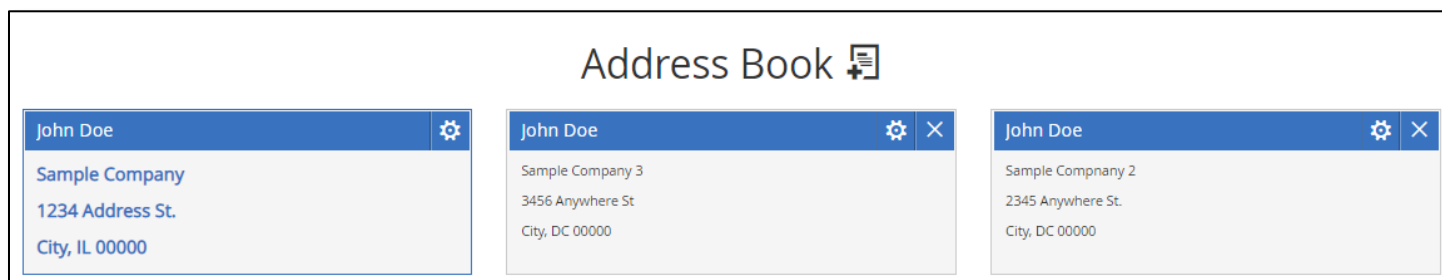 Address Book
John Doe
Sample Company
1234 Address St.
City, IL 00000
John Doe
Sample Company 3
3456 Anywhere St
City, DC 00000
John Doe
Sample Compnany 2
2345 Anywhere St.
City, DC 00000